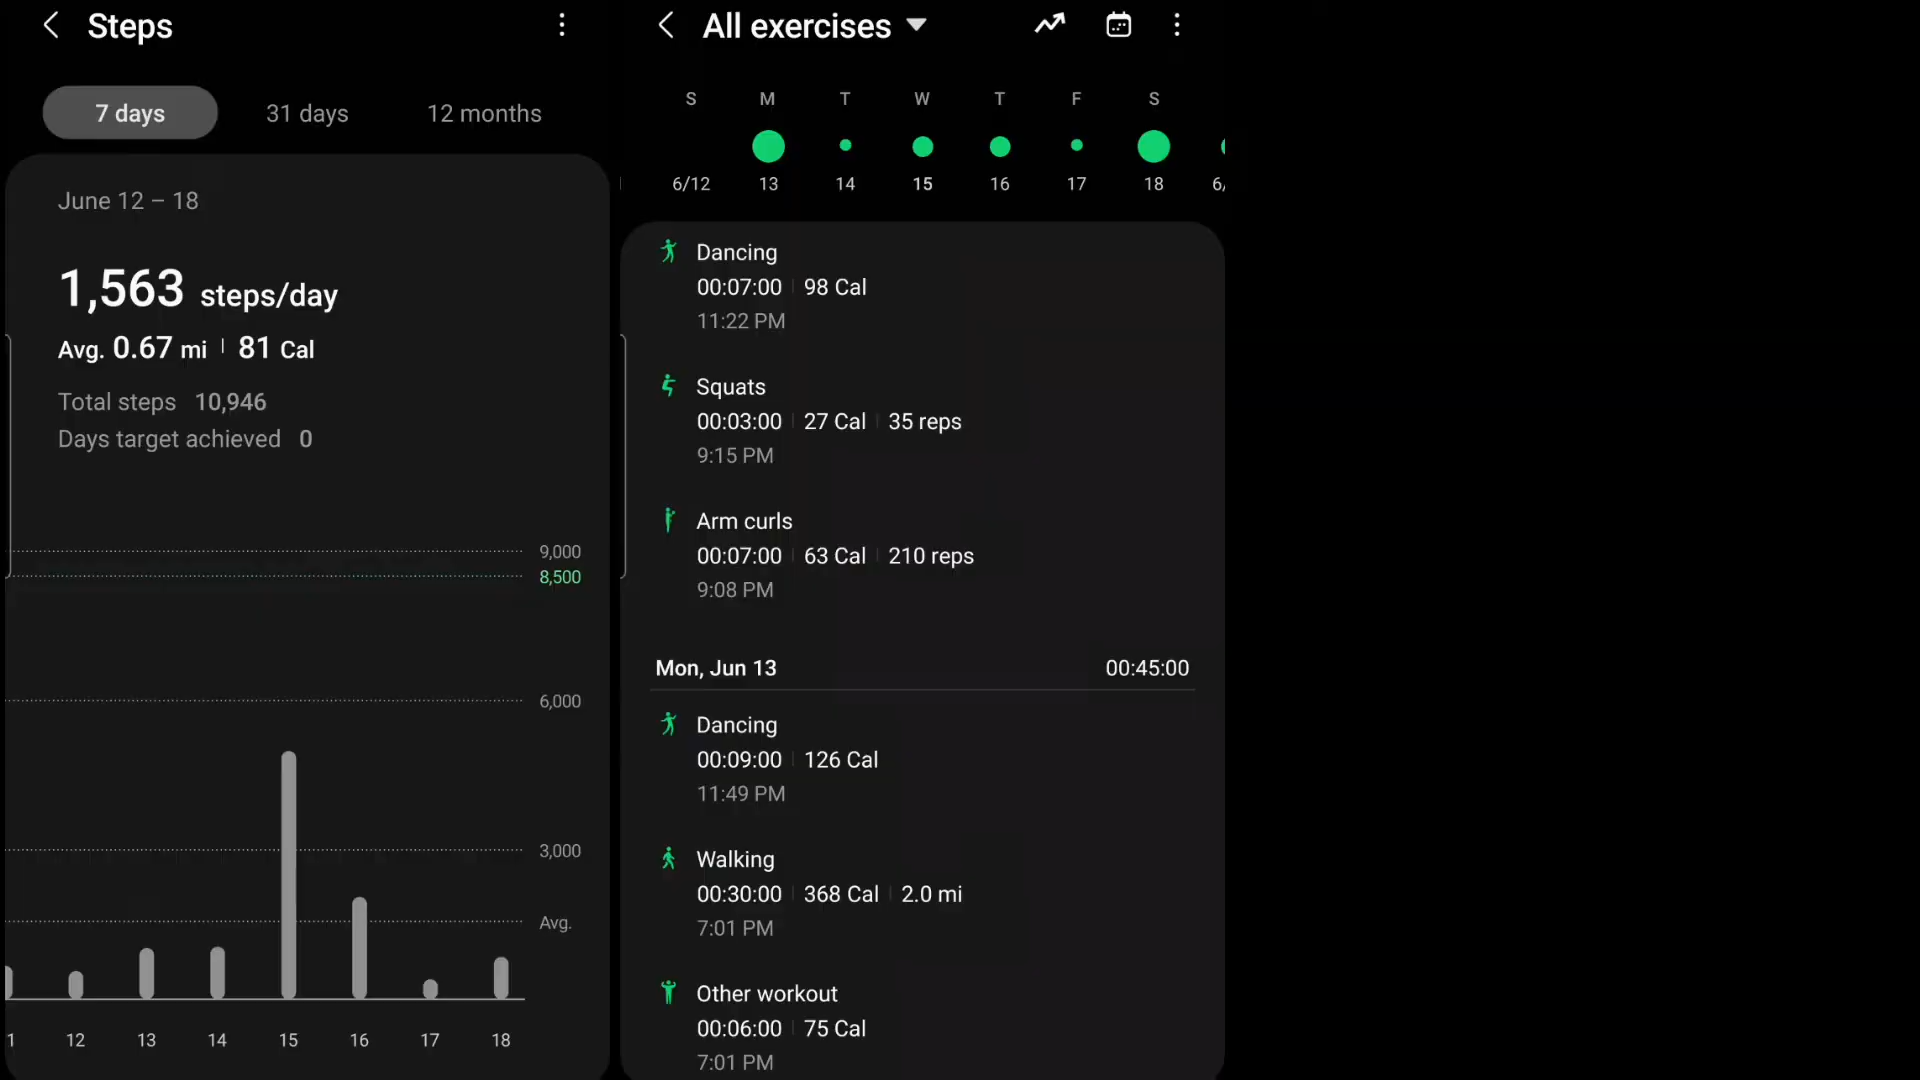 Steps
7 days 31 days 12 months
June 12 – 18
1,563 steps/day
Avg. 0.67 mi | 81 Cal
Total steps 10,946
Days target achieved 0
9,000
8,500
6,000
3,000
Avg.
1 12 13 14 15 16 17 18
All exercises
S M T W T F S
6/12 13 14 15 16 17 18 6/
Dancing
00:07:00 | 98 Cal
11:22 PM
Squats
00:03:00 | 27 Cal | 35 reps
9:15 PM
Arm curls
00:07:00 | 63 Cal | 210 reps
9:08 PM
Mon, Jun 13 00:45:00
Dancing
00:09:00 | 126 Cal
11:49 PM
Walking
00:30:00 | 368 Cal | 2.0 mi
7:01 PM
Other workout
00:06:00 | 75 Cal
7:01 PM